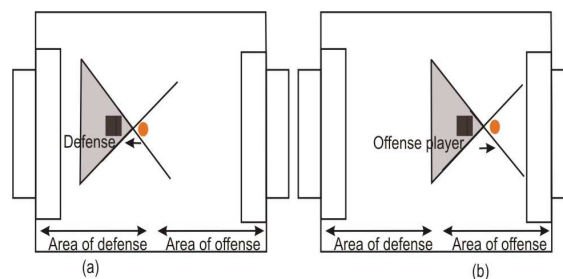 Defense
Area of defense
Area of offense
(a)
Offense player
Area of defense
Area of offense
(b)